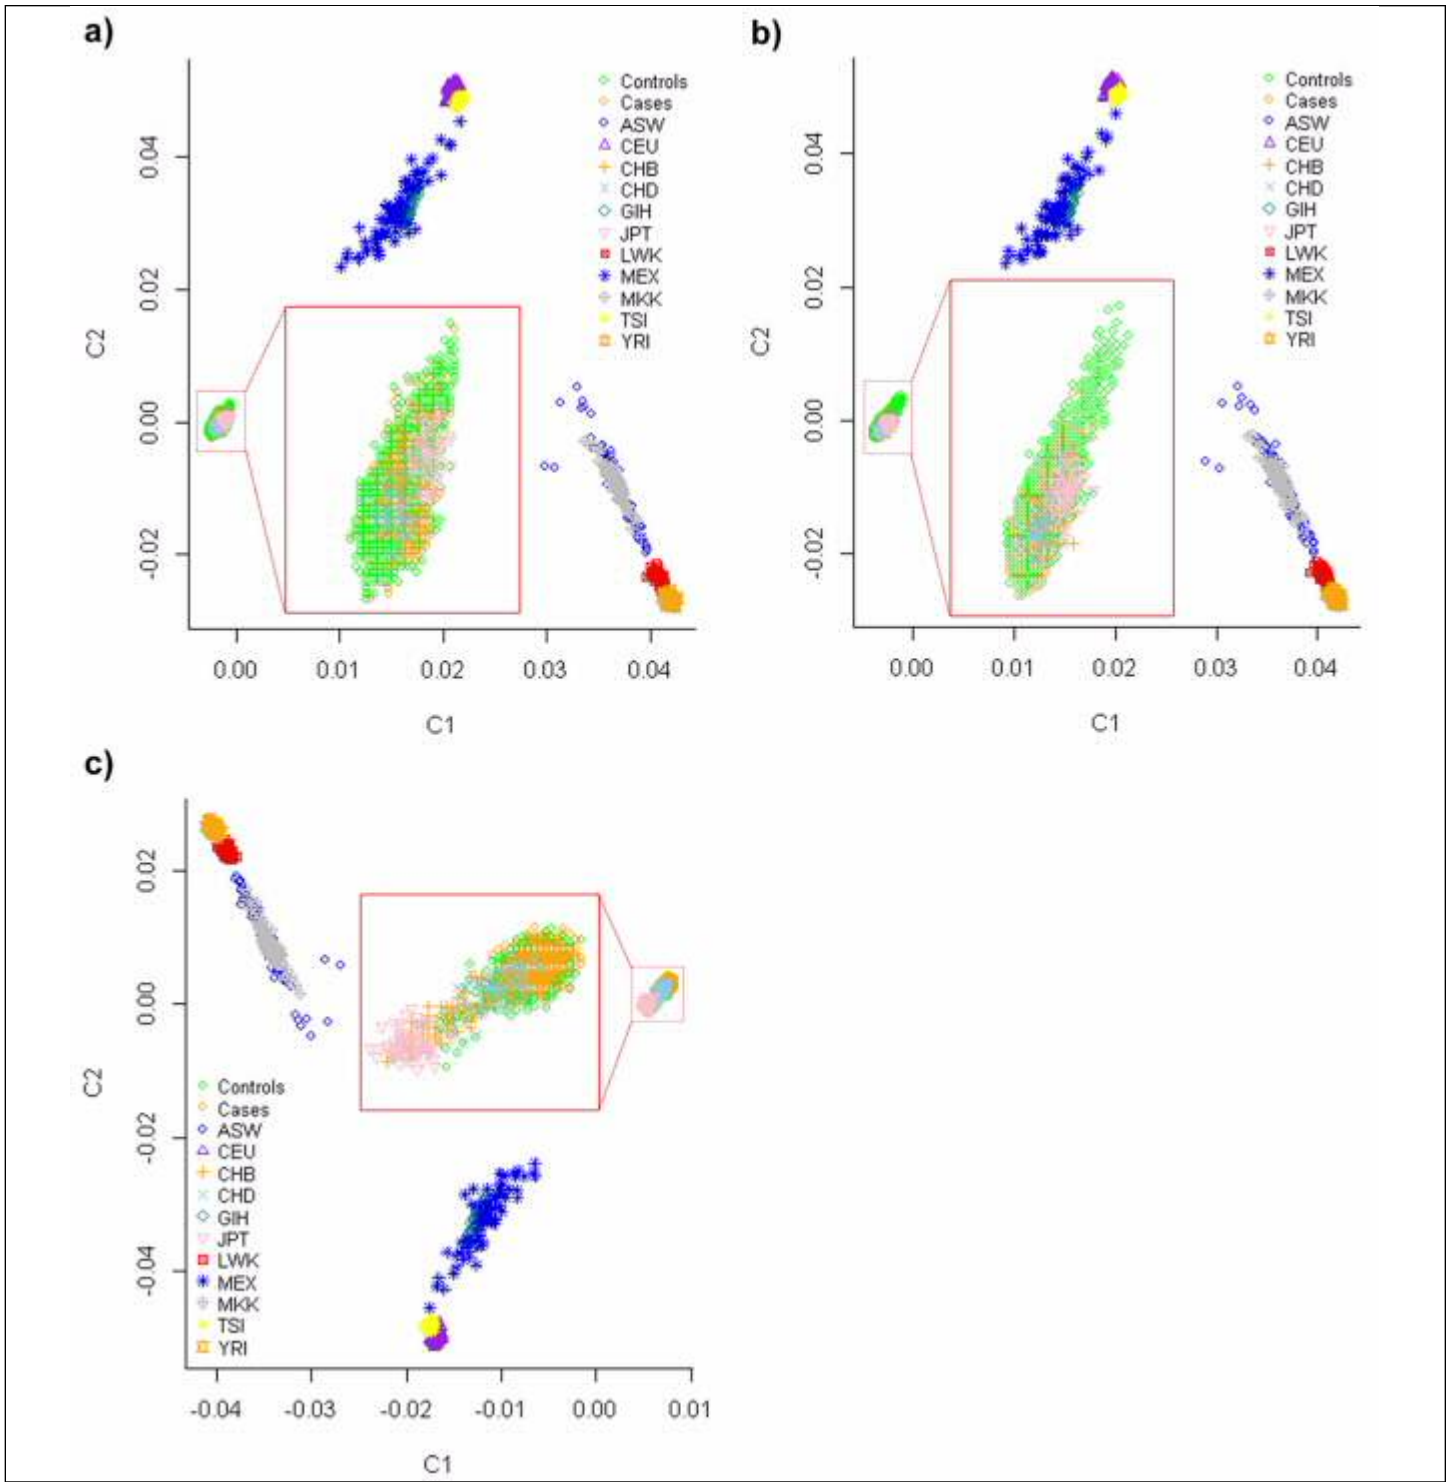 a)
C2
0.04
0.02
0.00
-0.02
0.00 0.01 0.02 0.03 0.04
C1
Controls
Cases
ASW
CEU
CHB
CHD
GIH
JPT
LWK
MEX
MKK
TSI
YRI
b)
C2
0.04
0.02
0.00
-0.02
0.00 0.01 0.02 0.03 0.04
C1
Controls
Cases
ASW
CEU
CHB
CHD
GIH
JPT
LWK
MEX
MKK
TSI
YRI
c)
C2
0.02
0.00
-0.02
-0.04
-0.04 -0.03 -0.02 -0.01 0.00 0.01
C1
Controls
Cases
ASW
CEU
CHB
CHD
GIH
JPT
LWK
MEX
MKK
TSI
YRI